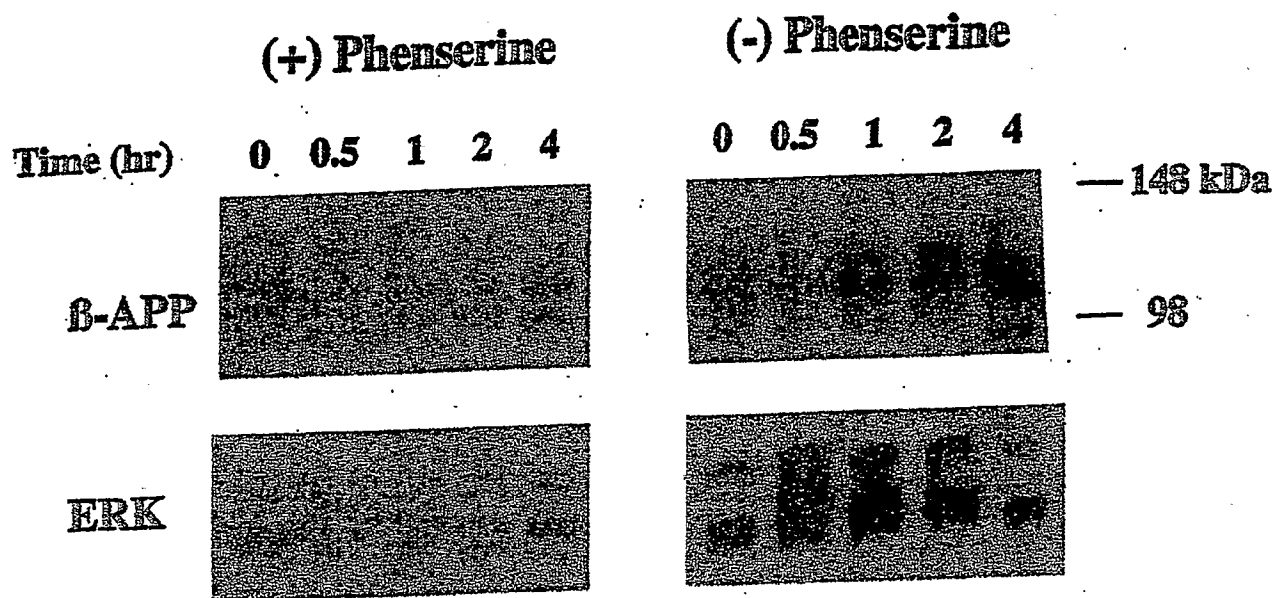 (+) Phenserine (-) Phenserine
Time (hr) 0 0.5 1 2 4 0 0.5 1 2 4
148 kDa
ß-APP
98
ERK